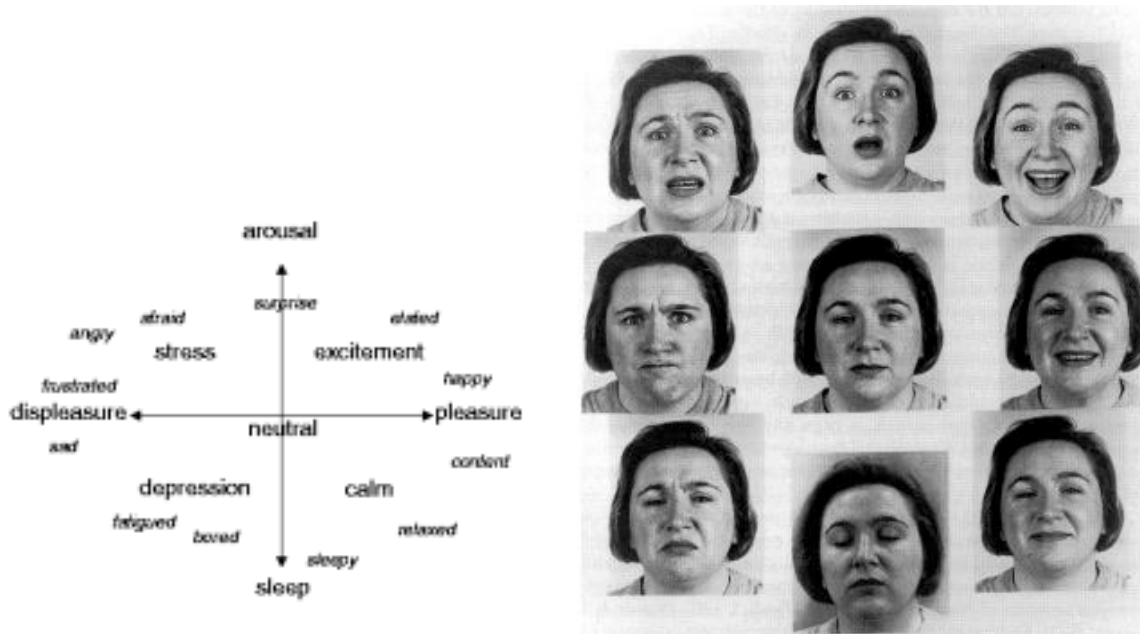 arousal
surprise
afraid
elated
angry
stress
excitement
happy
frustrated
displeasure
pleasure
neutral
sad
content
depression
calm
fatigued
relaxed
bored
sleepy
sleep